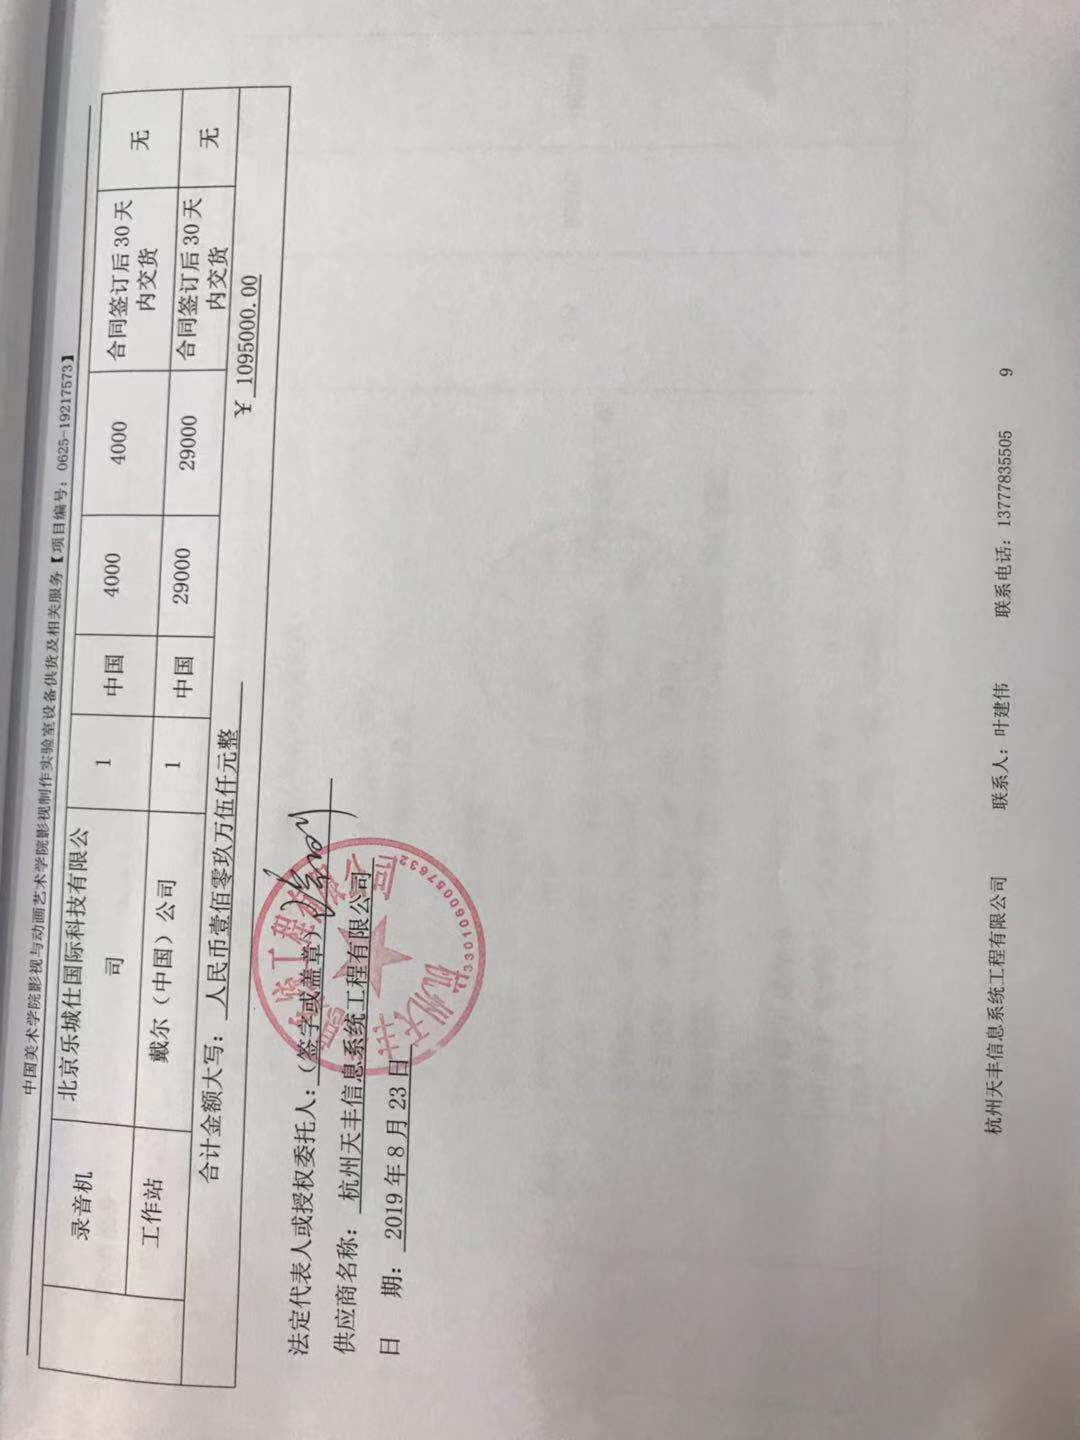 中国美术学院影视与动画艺术学院影视制作实验室设备供货及相关服务【项目编号：0625-19217573】
录音机 北京乐城仕国际科技有限公司 1 中国 4000 4000 合同签订后30天内交货 无
工作站 戴尔（中国）公司 1 中国 29000 29000 合同签订后30天内交货 无
合计金额大写： 人民币壹佰零玖万伍仟元整 ¥ 1095000.00
法定代表人或授权委托人：（签字或盖章）
供应商名称： 杭州天丰信息系统工程有限公司
日 期： 2019年8月23日
3301060057632
杭州天丰信息系统工程有限公司 联系人：叶建伟 联系电话：13777835505 9